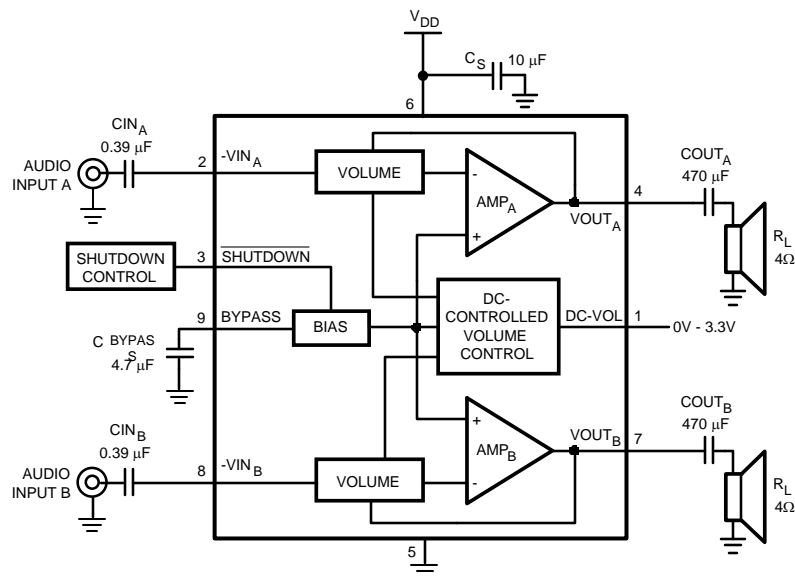 VDD
CS 10 µF
6
CINA
0.39 µF
AUDIO
INPUT A
2
-VINA
VOLUME
-
AMPA
+
VOUTA
4
COUTA
470 µF
RL
4Ω
SHUTDOWN
CONTROL
3
SHUTDOWN
9
BYPASS
BIAS
C BYPAS
S
4.7 µF
DC-
CONTROLLED
VOLUME
CONTROL
DC-VOL
1
0V - 3.3V
CINB
0.39 µF
AUDIO
INPUT B
8
-VINB
VOLUME
+
AMPB
-
VOUTB
7
COUTB
470 µF
RL
4Ω
5